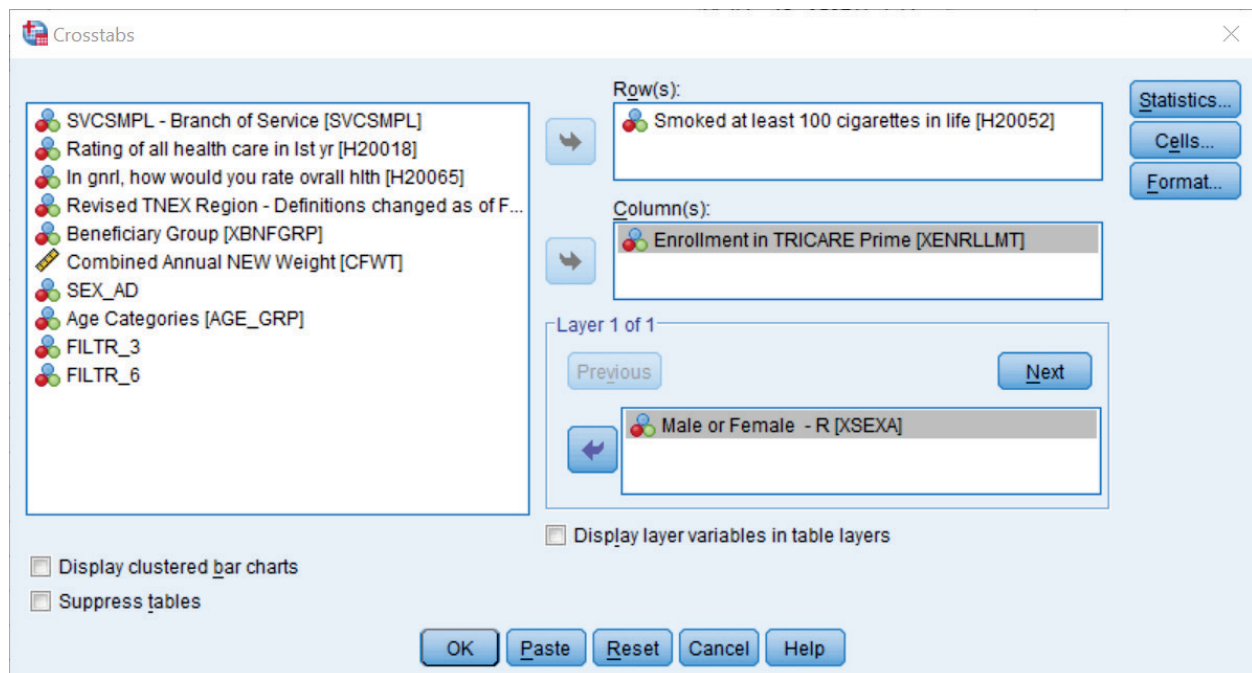 Crosstabs
SVCSMPL - Branch of Service [SVCSMPL]
Rating of all health care in lst yr [H20018]
In gnrl, how would you rate ovrall hlth [H20065]
Revised TNEX Region - Definitions changed as of F...
Beneficiary Group [XBNFGRP]
Combined Annual NEW Weight [CFWT]
SEX_AD
Age Categories [AGE_GRP]
FILTR_3
FILTR_6
Row(s):
Smoked at least 100 cigarettes in life [H20052]
Column(s):
Enrollment in TRICARE Prime [XENRLLMT]
Layer 1 of 1
Previous
Next
Male or Female - R [XSEXA]
Display layer variables in table layers
Statistics...
Cells...
Format...
Display clustered bar charts
Suppress tables
OK
Paste
Reset
Cancel
Help